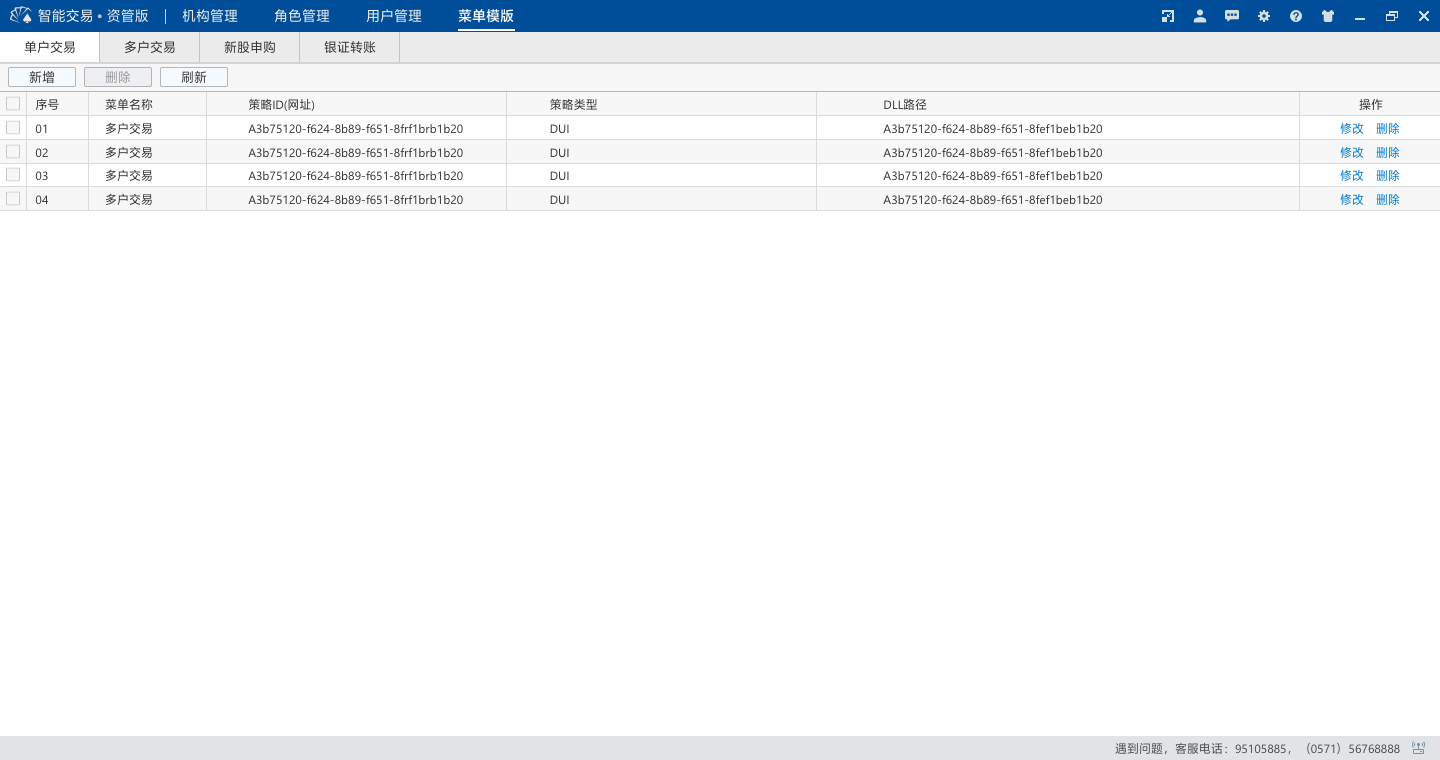 智能交易•资管版 | 机构管理 角色管理 用户管理 菜单模版
单户交易 多户交易 新股申购 银证转账
新增 删除 刷新
序号 菜单名称 策略ID(网址) 策略类型 DLL路径 操作
01 多户交易 A3b75120-f624-8b89-f651-8frf1brb1b20 DUI A3b75120-f624-8b89-f651-8fef1beb1b20 修改 删除
02 多户交易 A3b75120-f624-8b89-f651-8frf1brb1b20 DUI A3b75120-f624-8b89-f651-8fef1beb1b20 修改 删除
03 多户交易 A3b75120-f624-8b89-f651-8frf1brb1b20 DUI A3b75120-f624-8b89-f651-8fef1beb1b20 修改 删除
04 多户交易 A3b75120-f624-8b89-f651-8frf1brb1b20 DUI A3b75120-f624-8b89-f651-8fef1beb1b20 修改 删除
遇到问题，客服电话：95105885，（0571）56768888